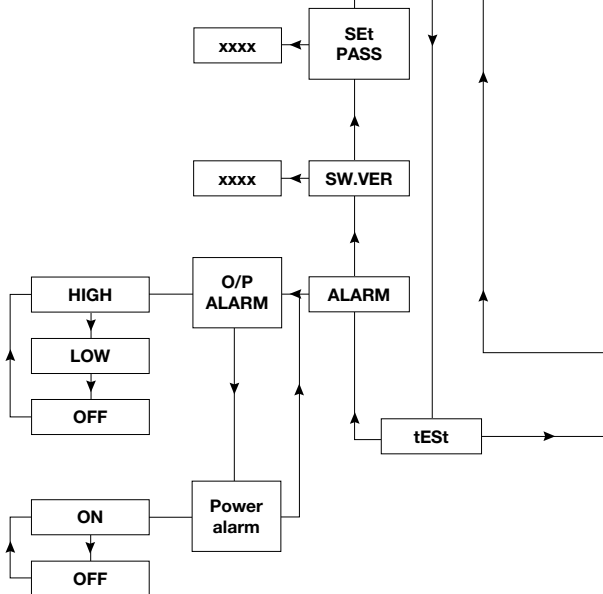 xxxx
SEt
PASS
xxxx
SW.VER
HIGH
O/P
ALARM
ALARM
LOW
OFF
tESt
ON
Power
alarm
OFF